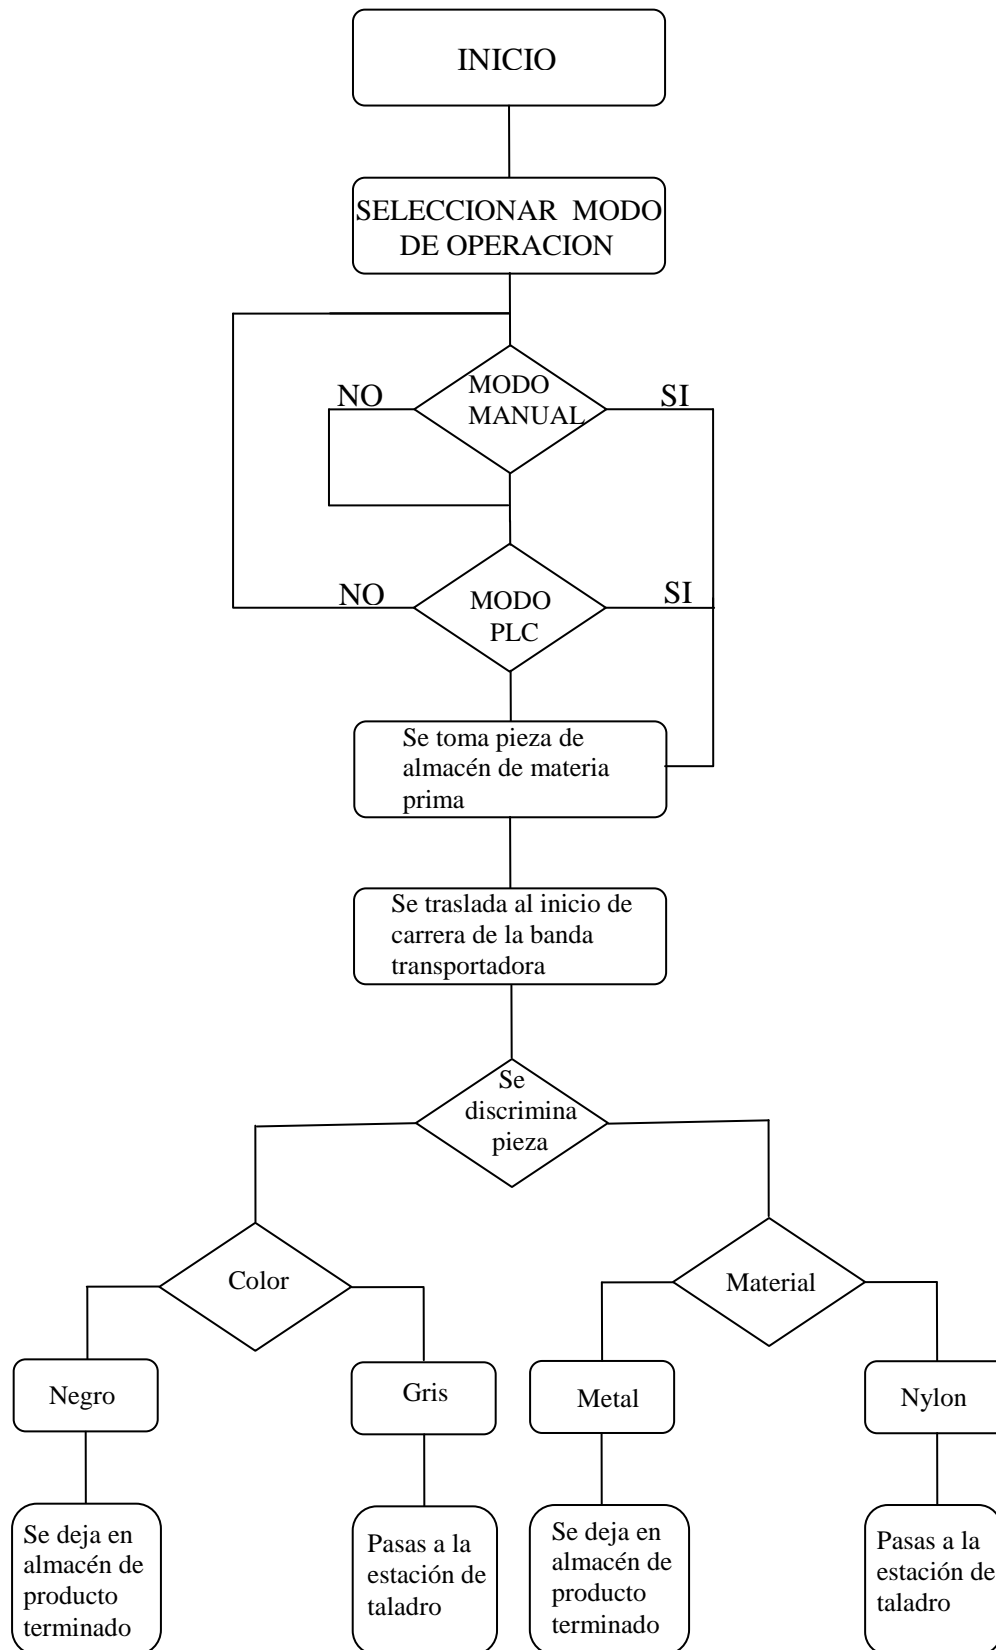 INICIO
SELECCIONAR MODO
DE OPERACION
NO
MODO
MANUAL
SI
NO
MODO
PLC
SI
Se toma pieza de
almacén de materia
prima
Se traslada al inicio de
carrera de la banda
transportadora
Se
discrimina
pieza
Color
Material
Negro
Gris
Metal
Nylon
Se deja en
almacén de
producto
terminado
Pasas a la
estación de
taladro
Se deja en
almacén de
producto
terminado
Pasas a la
estación de
taladro